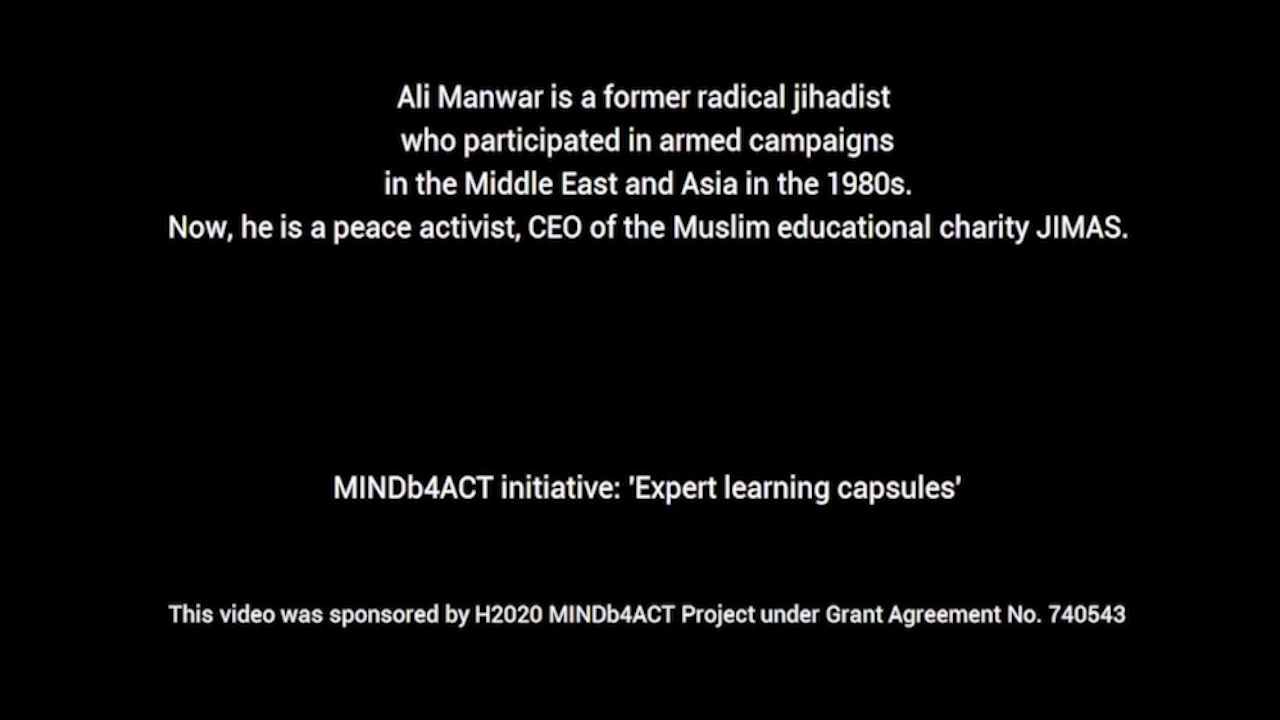 Ali Manwar is a former radical jihadist
who participated in armed campaigns
in the Middle East and Asia in the 1980s.
Now, he is a peace activist, CEO of the Muslim educational charity JIMAS.
MINDb4ACT initiative: 'Expert learning capsules'
This video was sponsored by H2020 MINDb4ACT Project under Grant Agreement No. 740543